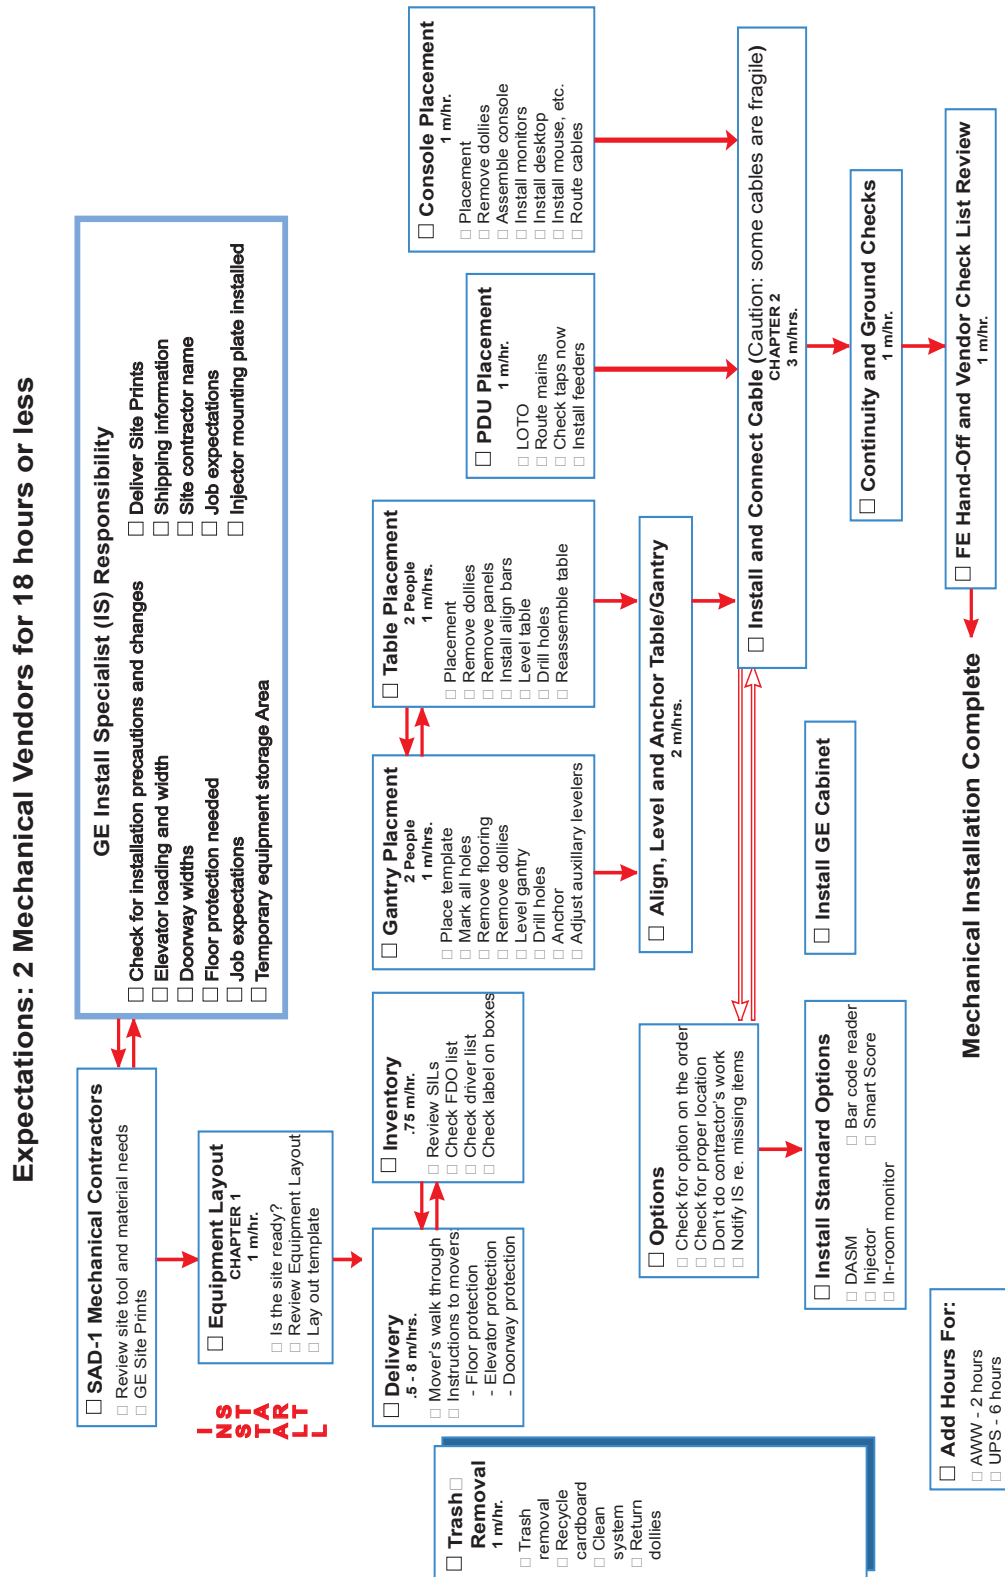 Expectations: 2 Mechanical Vendors for 18 hours or less
☐ SAD-1 Mechanical Contractors
☐ Review site tool and material needs
☐ GE Site Prints
GE Install Specialist (IS) Responsibility
☐ Check for installation precautions and changes
☐ Elevator loading and width
☐ Doorway widths
☐ Floor protection needed
☐ Job expectations
☐ Temporary equipment storage Area
☐ Deliver Site Prints
☐ Shipping information
☐ Site contractor name
☐ Job expectations
☐ Injector mounting plate installed
INSTALL
START
☐ Equipment Layout
CHAPTER 1
1 m/hr.
☐ Is the site ready?
☐ Review Equipment Layout
☐ Lay out template
☐ Delivery
.5 - 8 m/hrs.
☐ Mover's walk through
☐ Instructions to movers:
- Floor protection
- Elevator protection
- Doorway protection
☐ Inventory
.75 m/hr.
☐ Review SILs
☐ Check FDO list
☐ Check driver list
☐ Check label on boxes
☐ Gantry Placment
2 People
1 m/hrs.
☐ Place template
☐ Mark all holes
☐ Remove flooring
☐ Remove dollies
☐ Level gantry
☐ Drill holes
☐ Anchor
☐ Adjust auxillary levelers
☐ Table Placement
2 People
1 m/hrs.
☐ Placement
☐ Remove dollies
☐ Remove panels
☐ Install align bars
☐ Level table
☐ Drill holes
☐ Reassemble table
☐ PDU Placement
1 m/hr.
☐ LOTO
☐ Route mains
☐ Check taps now
☐ Install feeders
☐ Console Placement
1 m/hr.
☐ Placement
☐ Remove dollies
☐ Assemble console
☐ Install monitors
☐ Install desktop
☐ Install mouse, etc.
☐ Route cables
☐ Trash ☐
Removal
1 m/hr.
☐ Trash
removal
☐ Recycle
cardboard
☐ Clean
system
☐ Return
dollies
☐ Align, Level and Anchor Table/Gantry
2 m/hrs.
☐ Options
☐ Check for option on the order
☐ Check for proper location
☐ Don't do contractor's work
☐ Notify IS re. missing items
☐ Install and Connect Cable (Caution: some cables are fragile)
CHAPTER 2
3 m/hrs.
☐ Install Standard Options
☐ DASM
☐ Injector
☐ In-room monitor
☐ Bar code reader
☐ Smart Score
☐ Install GE Cabinet
☐ Continuity and Ground Checks
1 m/hr.
☐ Add Hours For:
☐ AWW - 2 hours
☐ UPS - 6 hours
Mechanical Installation Complete
☐ FE Hand-Off and Vendor Check List Review
1 m/hr.